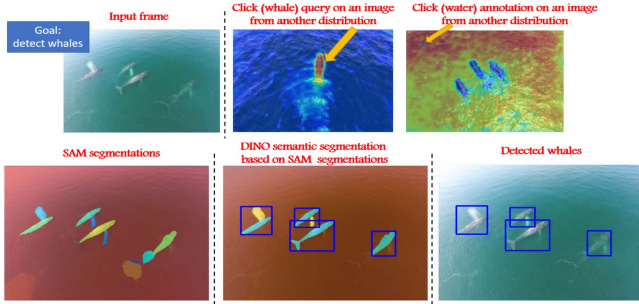 Goal:
detect whales
Input frame
Click (whale) query on an image
from another distribution
Click (water) annotation on an image
from another distribution
SAM segmentations
DINO semantic segmentation
based on SAM segmentations
Detected whales